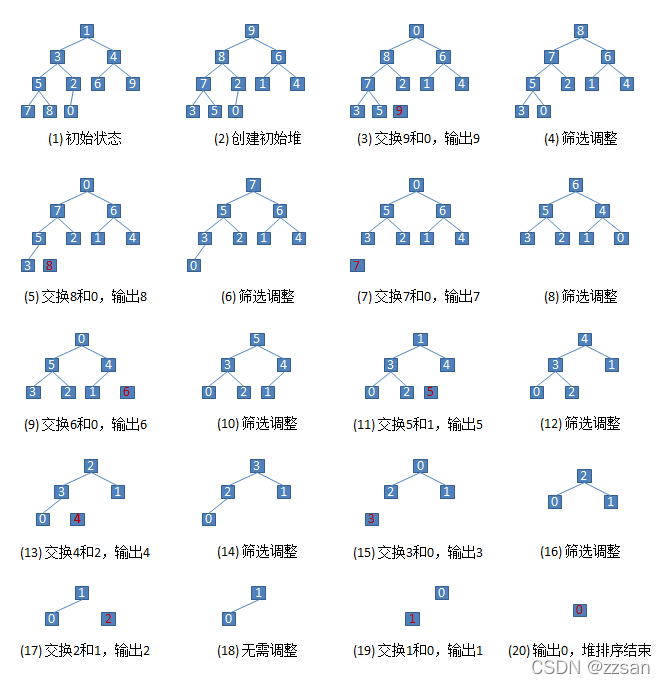 1 9 0 8
3 4 8 6 8 6 7 6
5 2 6 9 7 2 1 4 7 2 1 4 5 2 1 4
7 8 0 3 5 0 3 5 9 3 0
(1) 初始状态 (2) 创建初始堆 (3) 交换9和0，输出9 (4) 筛选调整
0 7 0 6
7 6 5 6 5 6 5 4
5 2 1 4 3 2 1 4 3 2 1 4 3 2 1 0
3 8 0 7
(5) 交换8和0，输出8 (6) 筛选调整 (7) 交换7和0，输出7 (8) 筛选调整
0 5 1 4
5 4 3 4 3 4 3 1
3 2 1 6 0 2 1 0 2 5 0 2
(9) 交换6和0，输出6 (10) 筛选调整 (11) 交换5和1，输出5 (12) 筛选调整
2 3 0 2
3 1 2 1 2 1 0 1
0 4 0 3
(13) 交换4和2，输出4 (14) 筛选调整 (15) 交换3和0，输出3 (16) 筛选调整
1 1 0 0
0 2 0 1
(17) 交换2和1，输出2 (18) 无需调整 (19) 交换1和0，输出1 (20) 输出0，堆排序结束
CSDN @zzsan